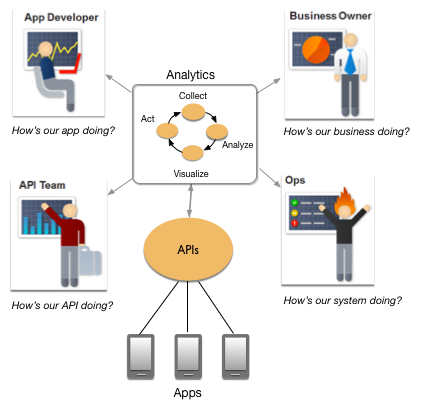 App Developer
Business Owner
Analytics
Collect
Act
Analyze
Visualize
How's our app doing?
How's our business doing?
API Team
Ops
APIs
How's our API doing?
How's our system doing?
Apps